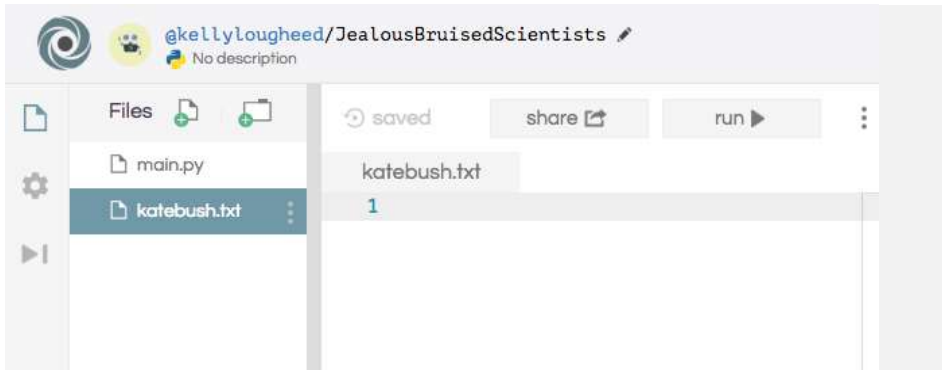 @kellylougheed/JealousBruisedScientists
No description
Files
saved
share
run
main.py
katebush.txt
katebush.txt
1